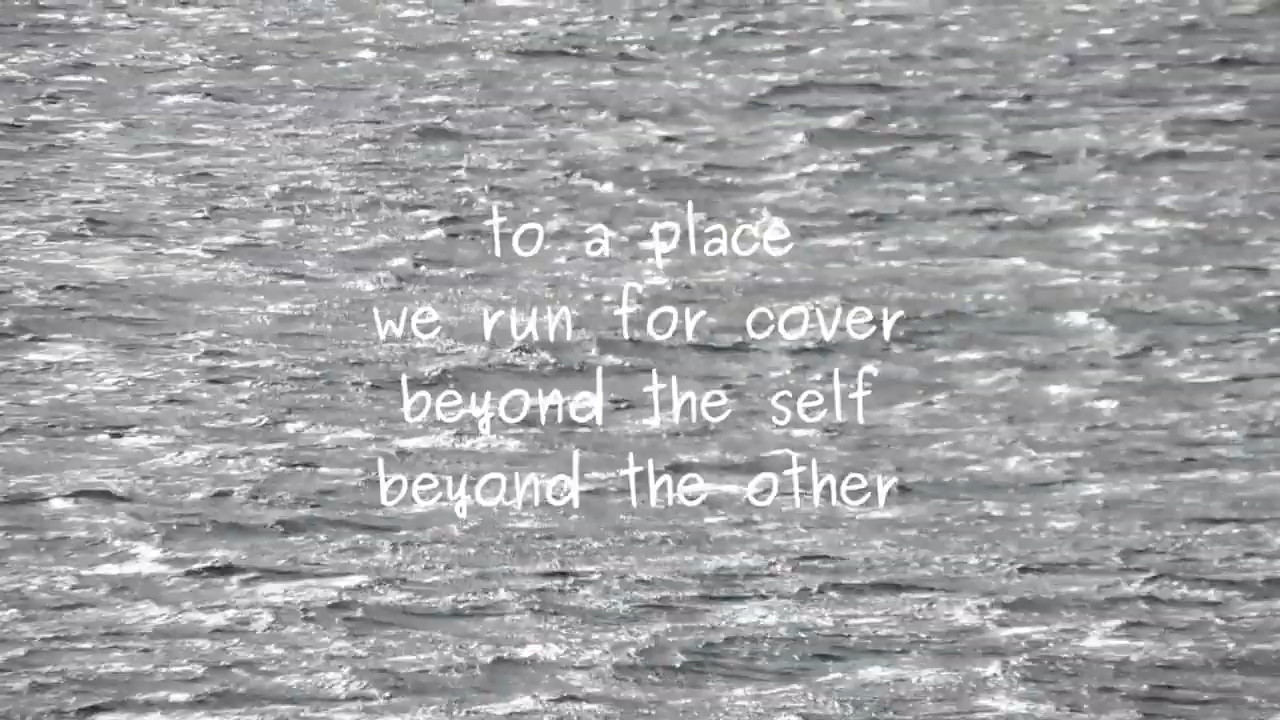 to a place
we run for cover
beyond the self
beyond the other